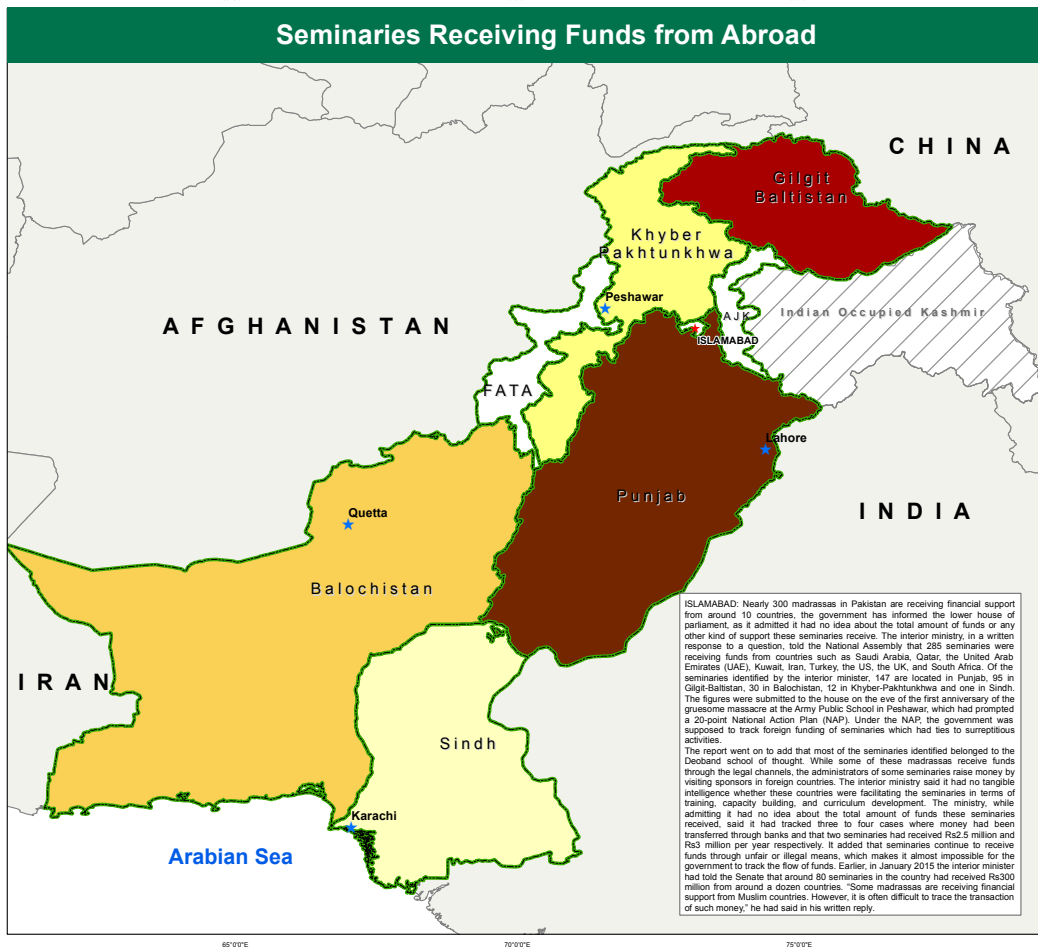 Seminaries Receiving Funds from Abroad
CHINA
Gilgit
Baltistan
Khyber
Pakhtunkhwa
Peshawar
AJK
Indian Occupied Kashmir
AFGHANISTAN
ISLAMABAD
FATA
Lahore
Punjab
Quetta
INDIA
Balochistan
IRAN
Sindh
Karachi
Arabian Sea
ISLAMABAD: Nearly 300 madrassas in Pakistan are receiving financial support
from around 10 countries, the government has informed the lower house of
parliament, as it admitted it had no idea about the total amount of funds or any
other kind of support these seminaries receive. The interior ministry, in a written
response to a question, told the National Assembly that 285 seminaries were
receiving funds from countries such as Saudi Arabia, Qatar, the United Arab
Emirates (UAE), Kuwait, Iran, Turkey, the US, the UK, and South Africa. Of the
seminaries identified by the interior minister, 147 are located in Punjab, 95 in
Gilgit-Baltistan, 30 in Balochistan, 12 in Khyber-Pakhtunkhwa and one in Sindh.
The figures were submitted to the house on the eve of the first anniversary of the
gruesome massacre at the Army Public School in Peshawar, which had prompted
a 20-point National Action Plan (NAP). Under the NAP, the government was
supposed to track foreign funding of seminaries which had ties to surreptitious
activities.
The report went on to add that most of the seminaries identified belonged to the
Deoband school of thought. While some of these madrassas receive funds
through the legal channels, the administrators of some seminaries raise money by
visiting sponsors in foreign countries. The interior ministry said it had no tangible
intelligence whether these countries were facilitating the seminaries in terms of
training, capacity building, and curriculum development. The ministry, while
admitting it had no idea about the total amount of funds these seminaries
received, said it had tracked three to four cases where money had been
transferred through banks and that two seminaries had received Rs2.5 million and
Rs3 million per year respectively. It added that seminaries continue to receive
funds through unfair or illegal means, which makes it almost impossible for the
government to track the flow of funds. Earlier, in January 2015 the interior minister
had told the Senate that around 80 seminaries in the country had received Rs300
million from around a dozen countries. “Some madrassas are receiving financial
support from Muslim countries. However, it is often difficult to trace the transaction
of such money,” he had said in his written reply.
65°0'0"E
70°0'0"E
75°0'0"E